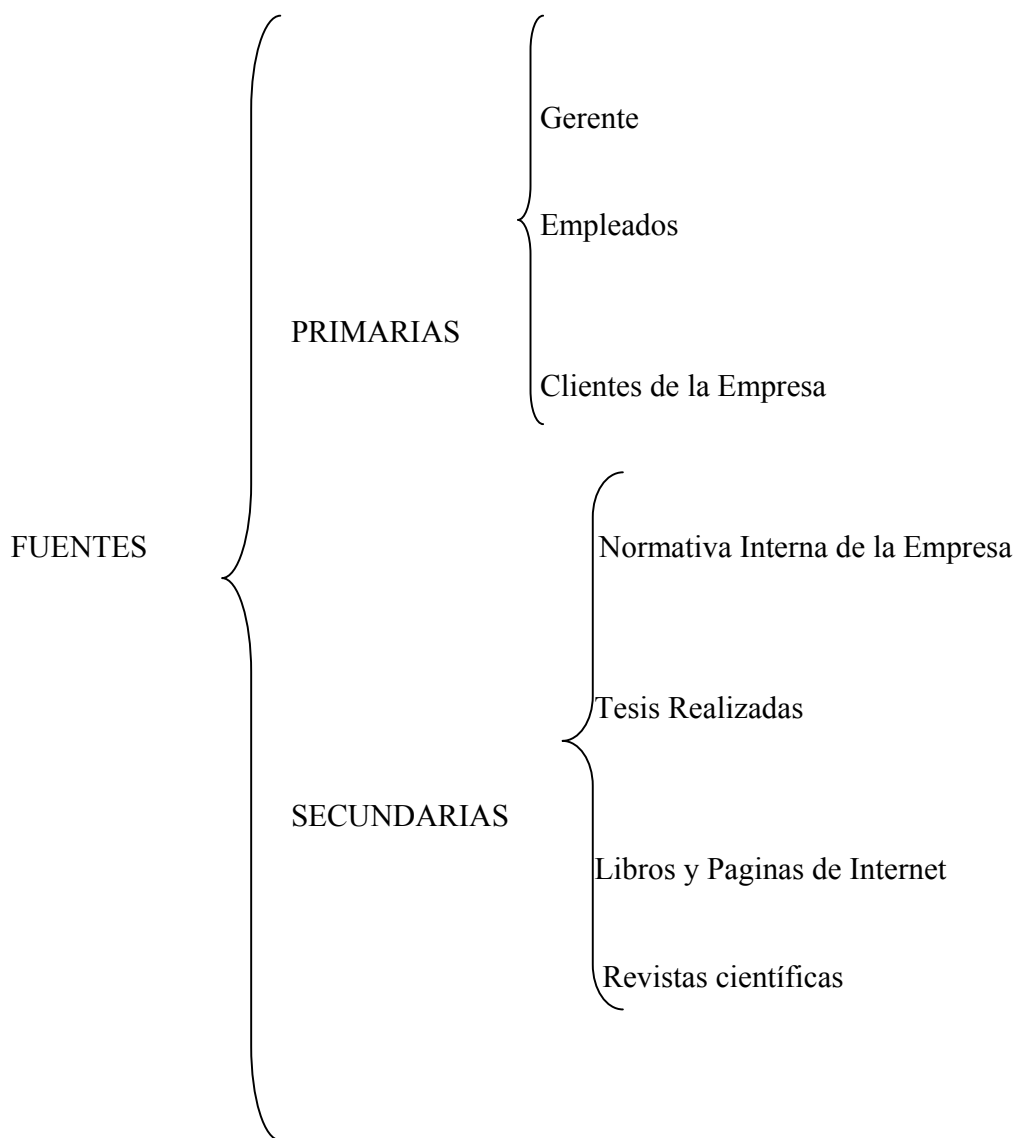 FUENTES
PRIMARIAS
Gerente
Empleados
Clientes de la Empresa
SECUNDARIAS
Normativa Interna de la Empresa
Tesis Realizadas
Libros y Paginas de Internet
Revistas científicas